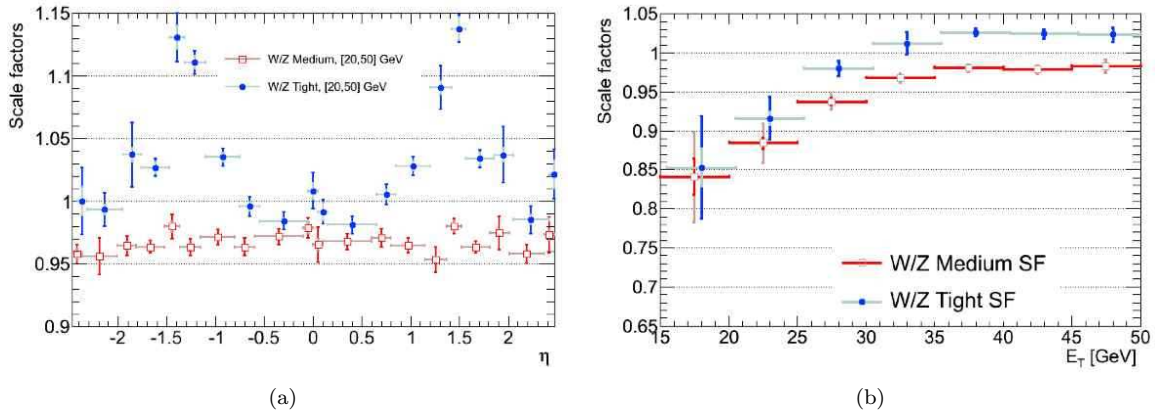 Scale factors
1.15
1.1
1.05
1
0.95
0.9
W/Z Medium, [20,50] GeV
W/Z Tight, [20,50] GeV
-2 -1.5 -1 -0.5 0 0.5 1 1.5 2
η
(a)
Scale factors
1.05
1
0.95
0.9
0.85
0.8
0.75
0.7
0.65
W/Z Medium SF
W/Z Tight SF
15 20 25 30 35 40 45 50
E_T [GeV]
(b)